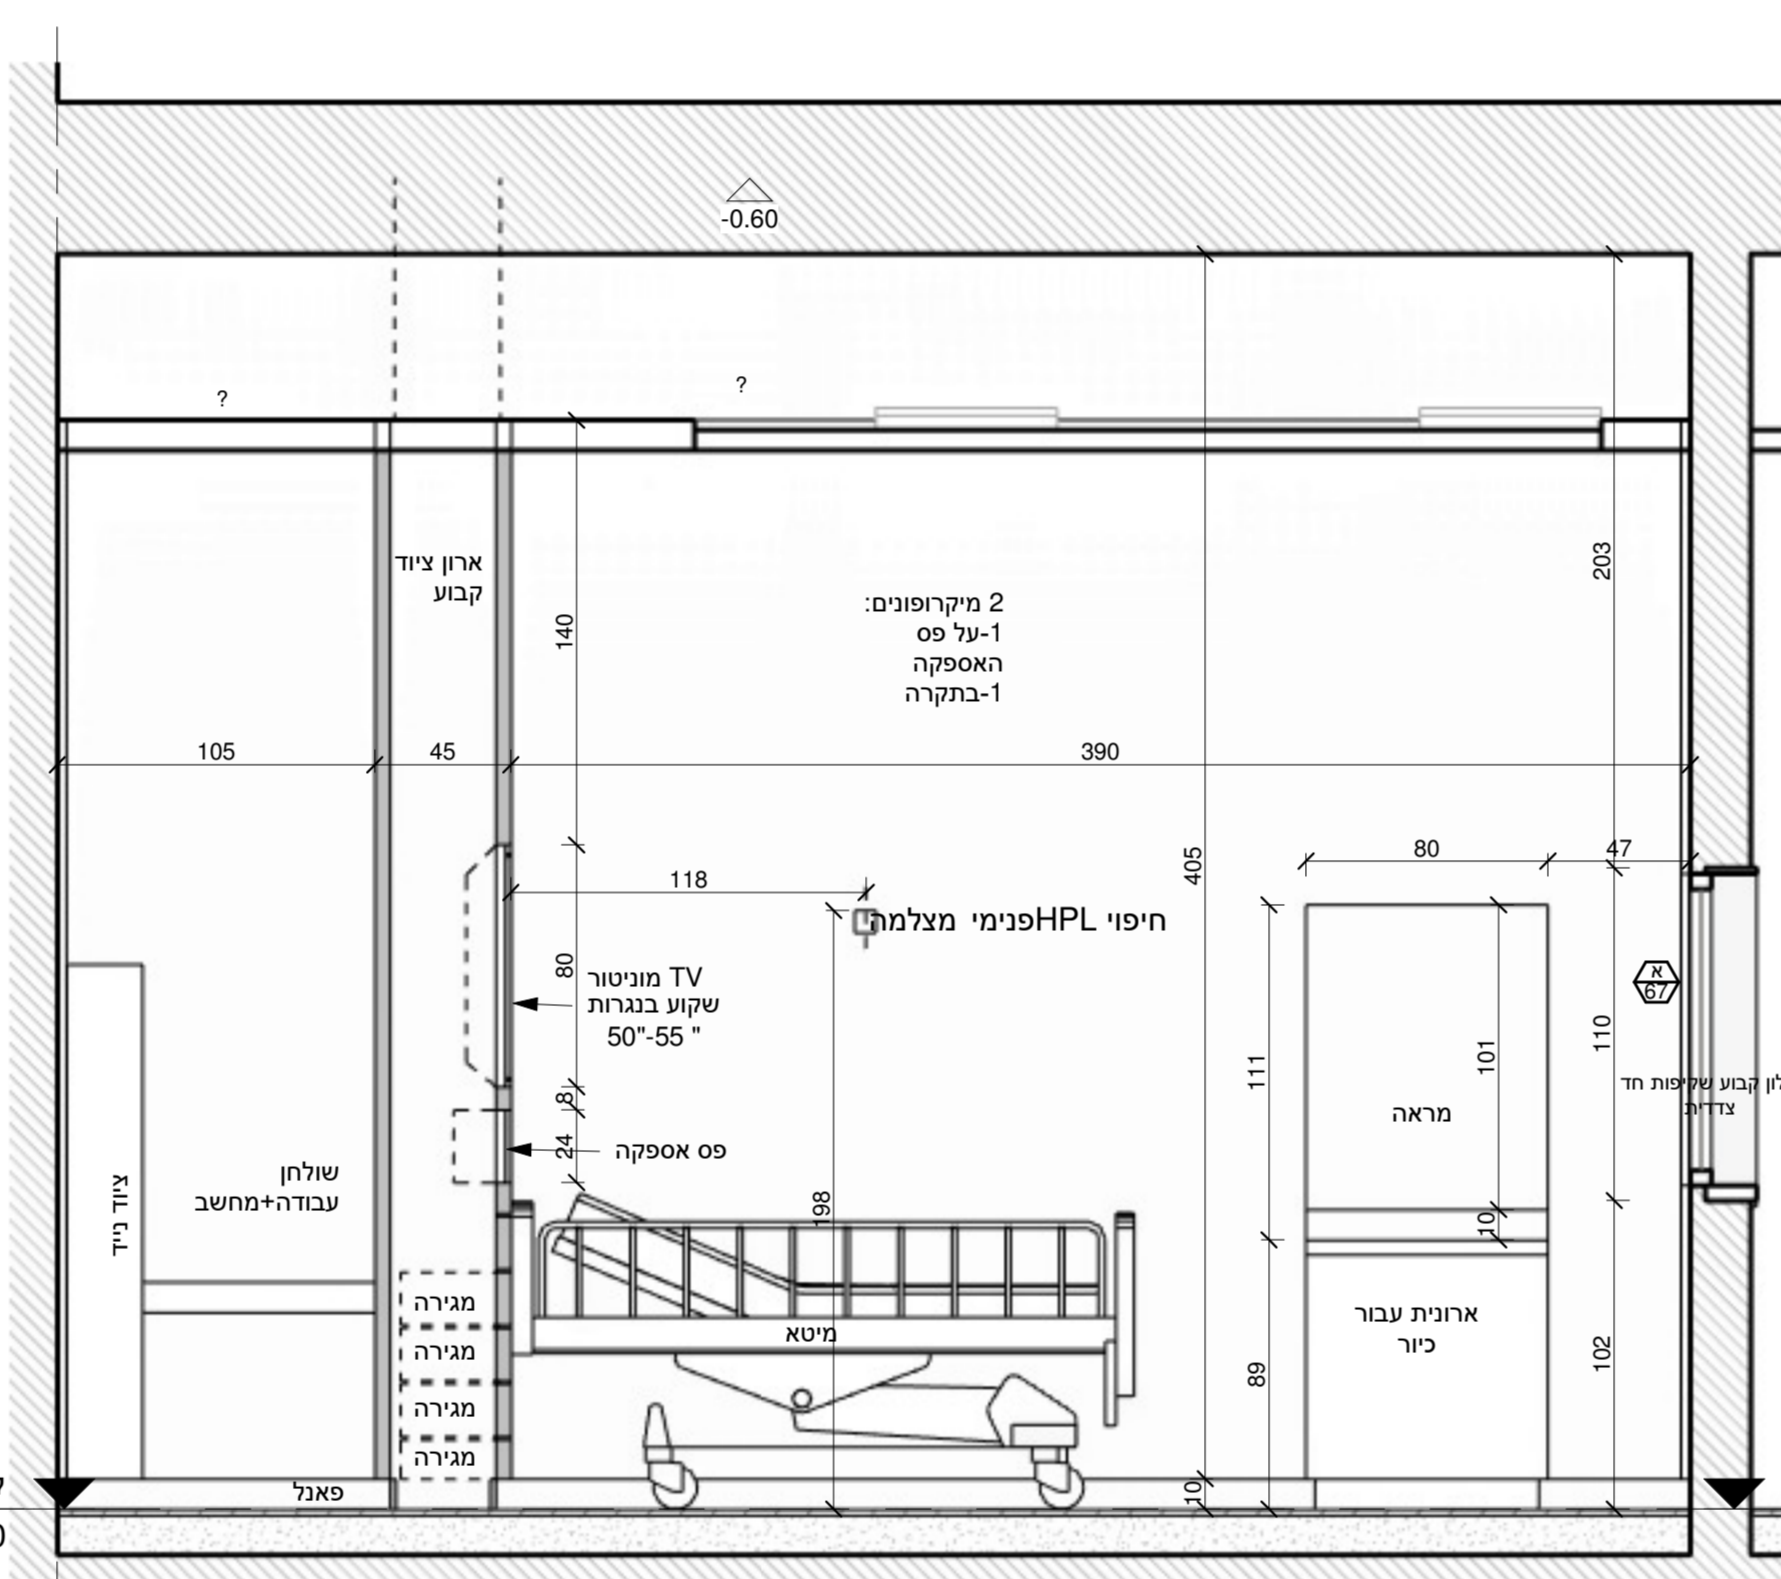 -0.60
?
?
ארון ציוד
קבוע
2 מיקרופונים:
1-על פס
האספקה
1-בתקרה
203
140
105
45
390
405
80
47
118
חיפוי HPLפנימי מצלמה
80
TV מוניטור
שקוע בנגרות
50"-55 "
א
67
110
101
111
לון קבוע שקיפות חד
צדדית
מראה
8
24
פס אספקה
שולחן
עבודה+מחשב
ציוד נייד
198
10
מגירה
מגירה
מגירה
מגירה
מיטא
ארונית עבור
כיור
89
102
10
פאנל